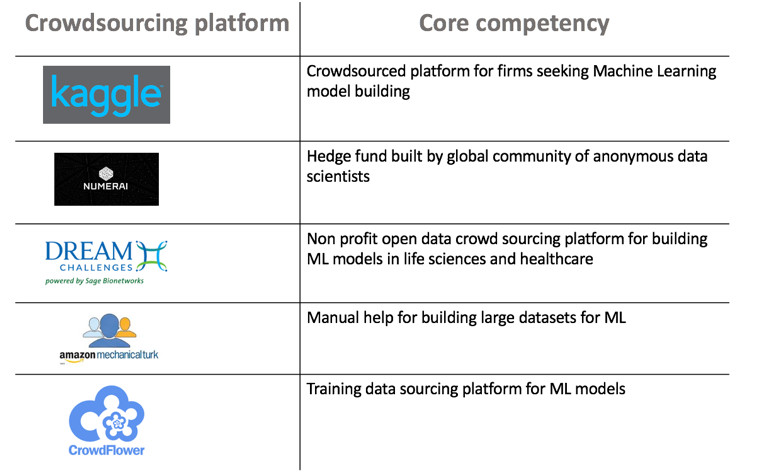 Crowdsourcing platform
Core competency
kaggle
Crowdsourced platform for firms seeking Machine Learning
model building
NUMERAI
Hedge fund built by global community of anonymous data
scientists
DREAM
CHALLENGES
powered by Sage Bionetworks
Non profit open data crowd sourcing platform for building
ML models in life sciences and healthcare
amazonmechanicalturk
Manual help for building large datasets for ML
CrowdFlower
Training data sourcing platform for ML models